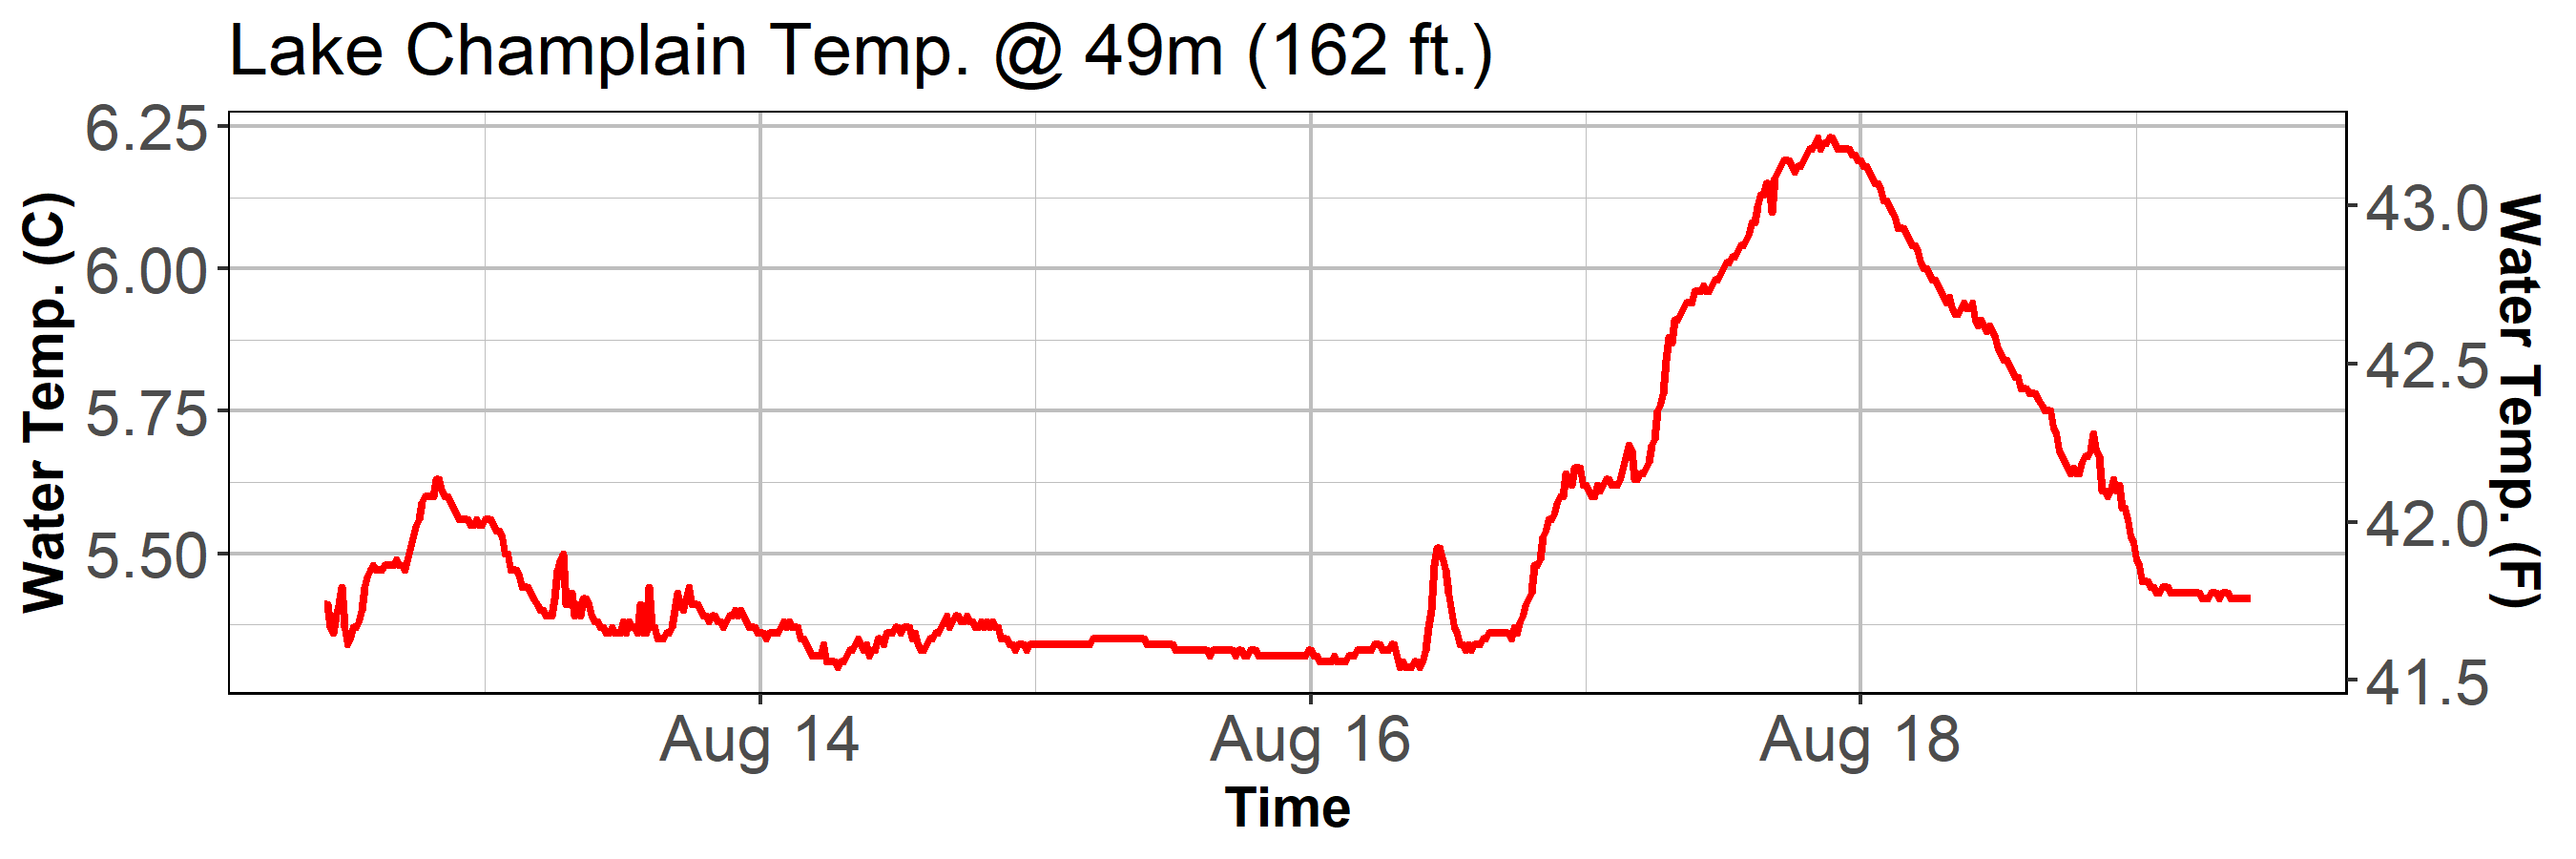 Lake Champlain Temp. @ 49m (162 ft.)
Water Temp. (C)
6.25
6.00
5.75
5.50
43.0
42.5
42.0
41.5
Water Temp. (F)
Aug 14
Aug 16
Aug 18
Time